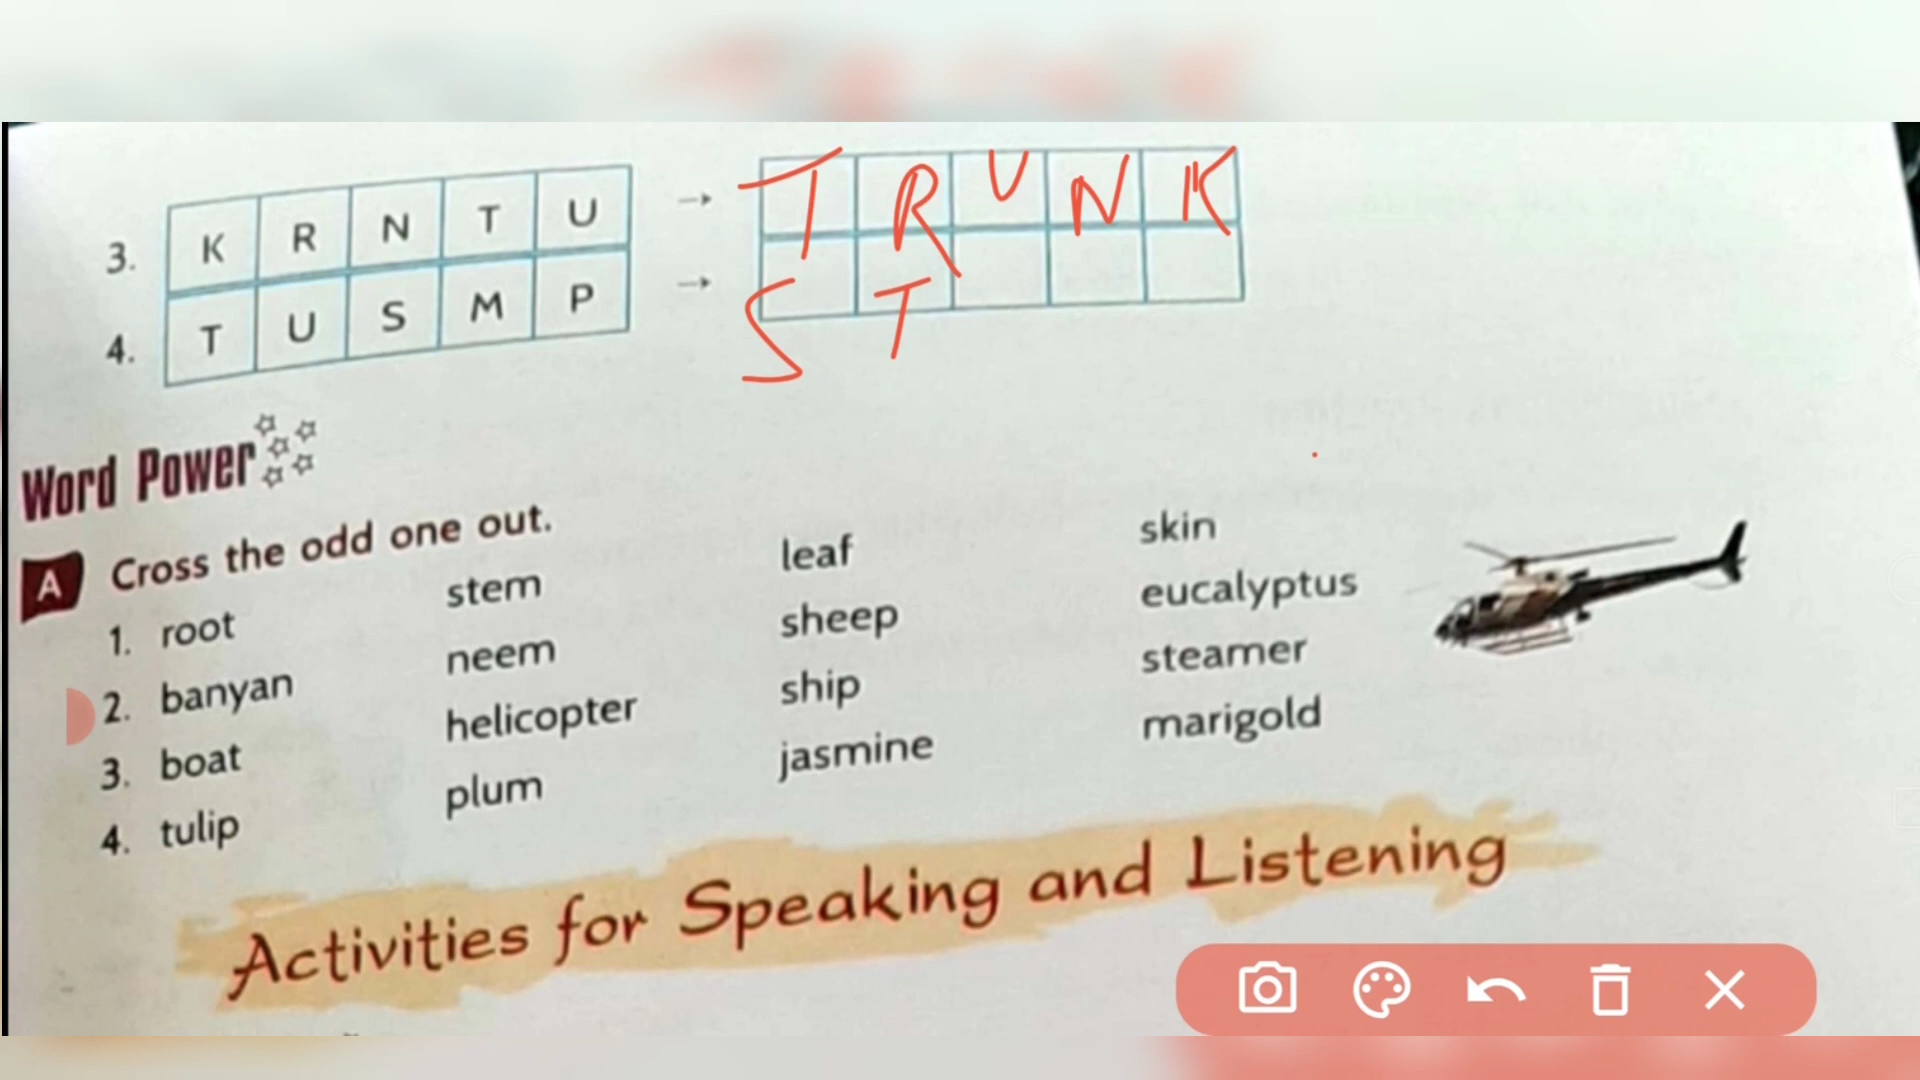 3. K R N T U → T R U N K
4. T U S M P → S T
Word Power
A Cross the odd one out.
1. root stem leaf skin
2. banyan neem sheep eucalyptus
3. boat helicopter ship steamer
4. tulip plum jasmine marigold
Activities for Speaking and Listening